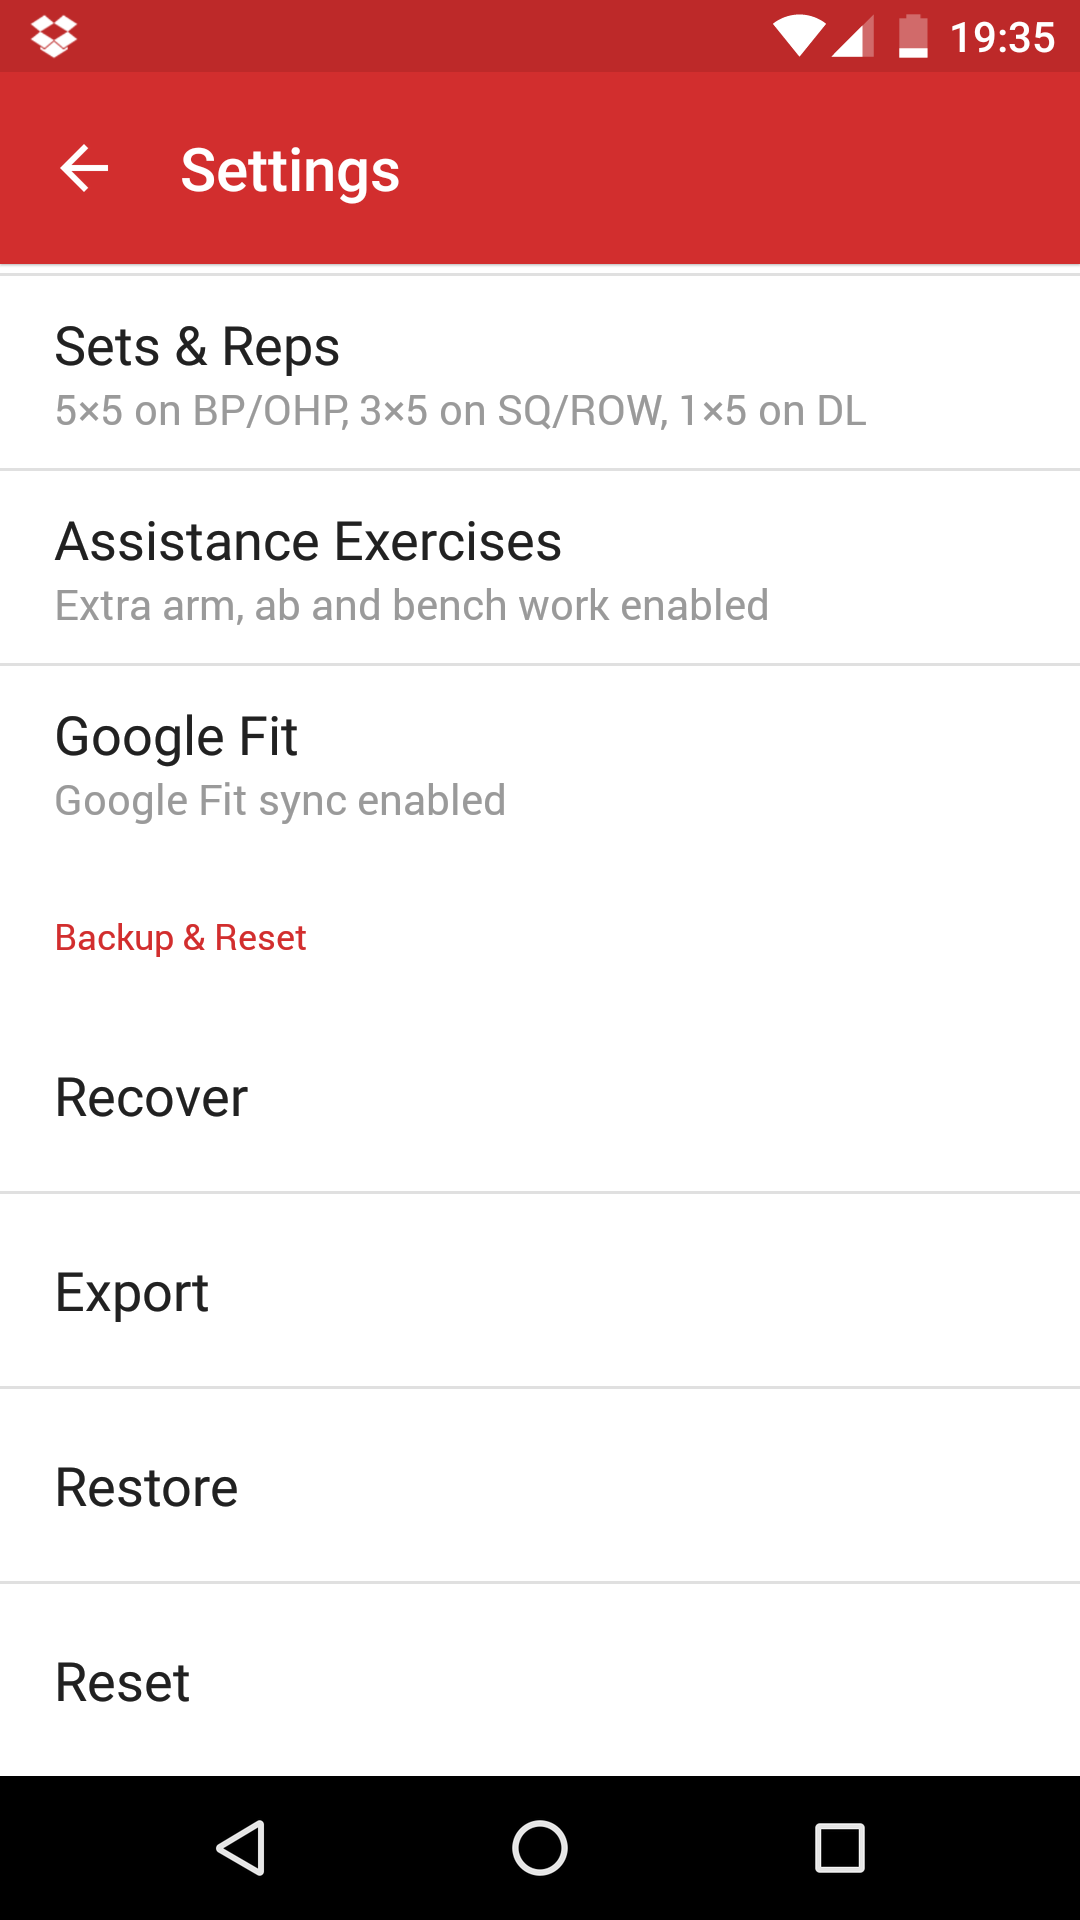 19:35
Settings
Sets & Reps
5×5 on BP/OHP, 3×5 on SQ/ROW, 1×5 on DL
Assistance Exercises
Extra arm, ab and bench work enabled
Google Fit
Google Fit sync enabled
Backup & Reset
Recover
Export
Restore
Reset